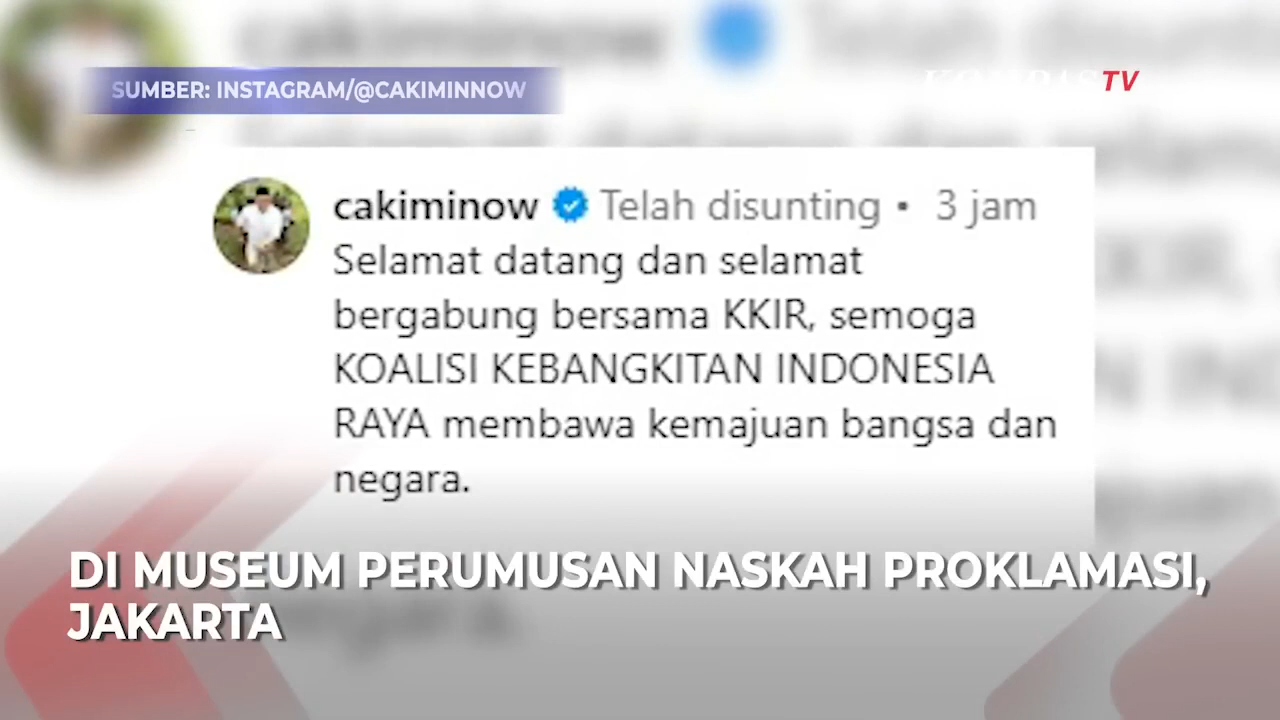 SUMBER: INSTAGRAM/@CAKIMINNOW
KOMPASTV
cakiminow Telah disunting • 3 jam
Selamat datang dan selamat
bergabung bersama KKIR, semoga
KOALISI KEBANGKITAN INDONESIA
RAYA membawa kemajuan bangsa dan
negara.
DI MUSEUM PERUMUSAN NASKAH PROKLAMASI,
JAKARTA